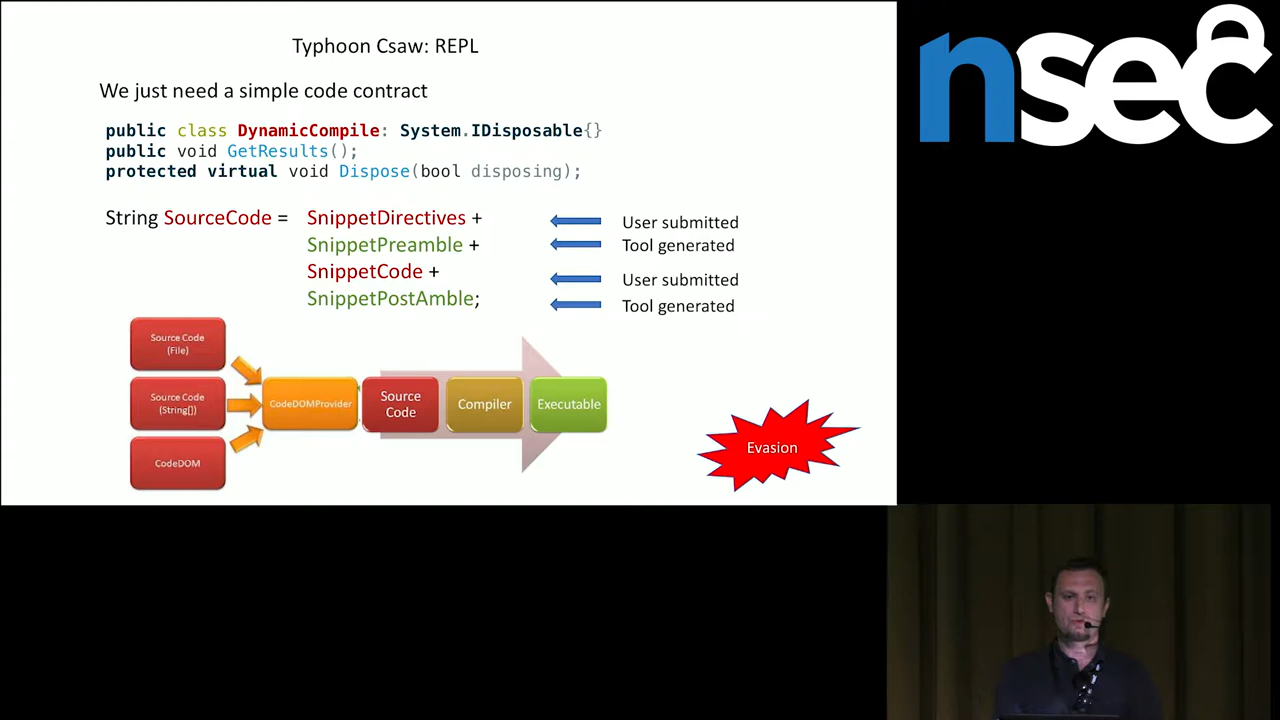 Typhoon Csaw: REPL
We just need a simple code contract
public class DynamicCompile: System.IDisposable{}
public void GetResults();
protected virtual void Dispose(bool disposing);
String SourceCode = SnippetDirectives + User submitted
SnippetPreamble + Tool generated
SnippetCode + User submitted
SnippetPostAmble; Tool generated
Source Code
(File)
Source Code
(String[])
CodeDOM
CodeDOMProvider
Source
Code
Compiler
Executable
Evasion
nsec